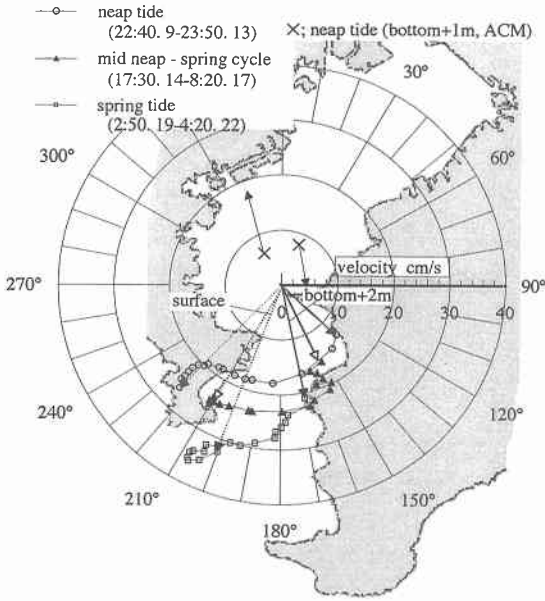 neap tide
(22:40. 9-23:50. 13)
mid neap - spring cycle
(17:30. 14-8:20. 17)
spring tide
(2:50. 19-4:20. 22)
×; neap tide (bottom+1m, ACM)
30°
300°
60°
velocity cm/s
270°
90°
surface
bottom+2m
0 10 20 30 40
240°
120°
210°
150°
180°